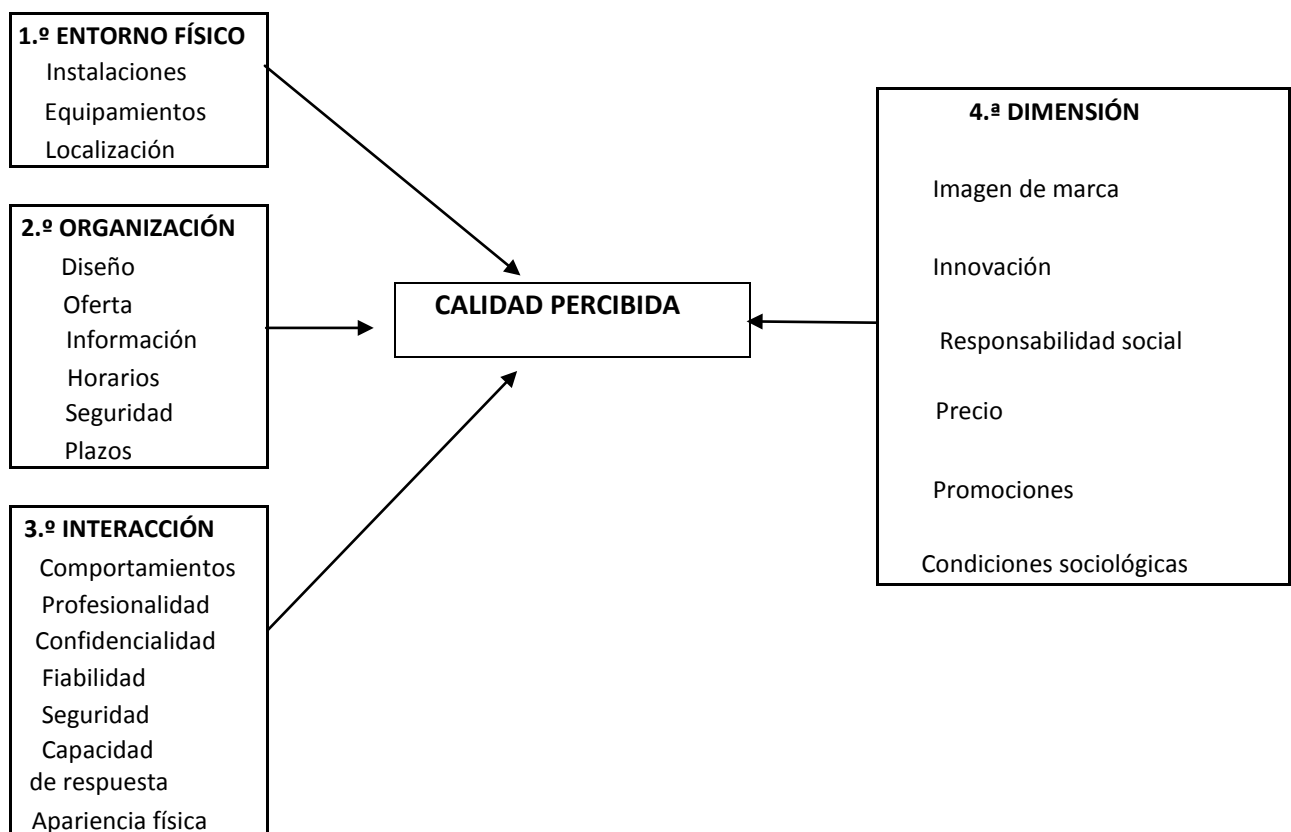 1.º ENTORNO FÍSICO
Instalaciones
Equipamientos
Localización
2.º ORGANIZACIÓN
Diseño
Oferta
Información
Horarios
Seguridad
Plazos
3.º INTERACCIÓN
Comportamientos
Profesionalidad
Confidencialidad
Fiabilidad
Seguridad
Capacidad
de respuesta
Apariencia física
CALIDAD PERCIBIDA
4.ª DIMENSIÓN
Imagen de marca
Innovación
Responsabilidad social
Precio
Promociones
Condiciones sociológicas